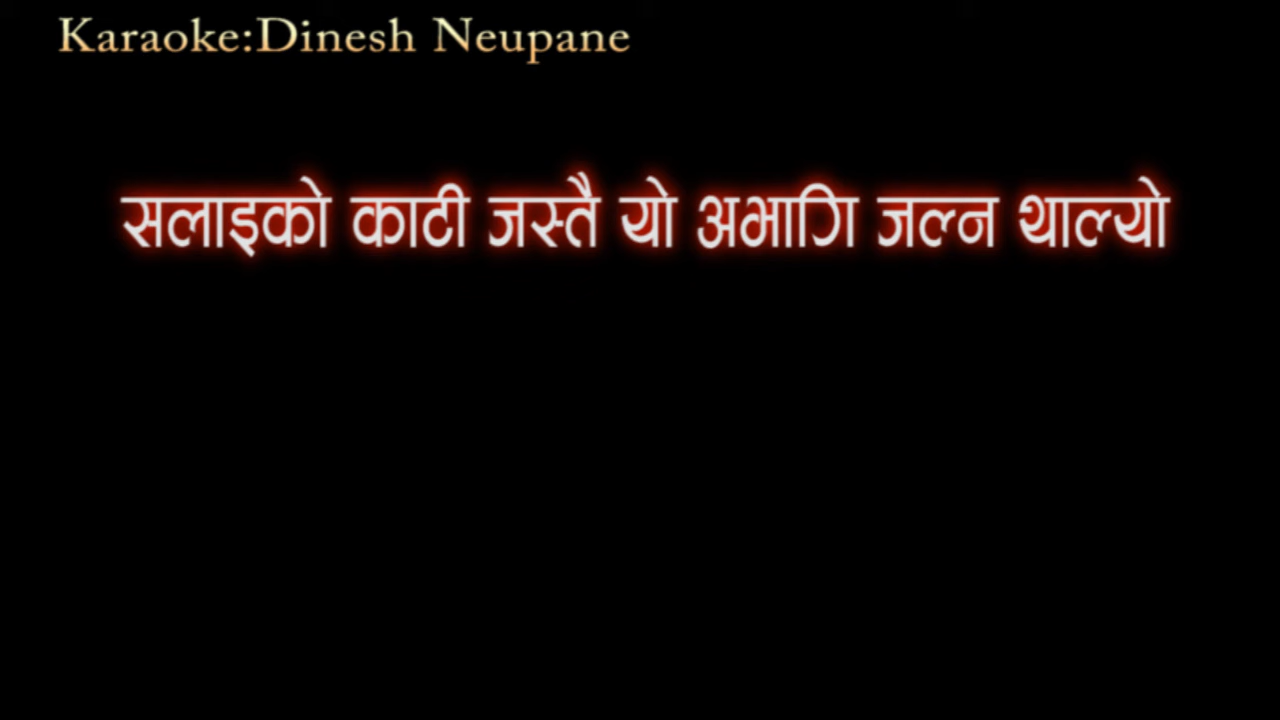 Karaoke:Dinesh Neupane
सलाइको काटी जस्तै यो अभागि जल्न थाल्यो